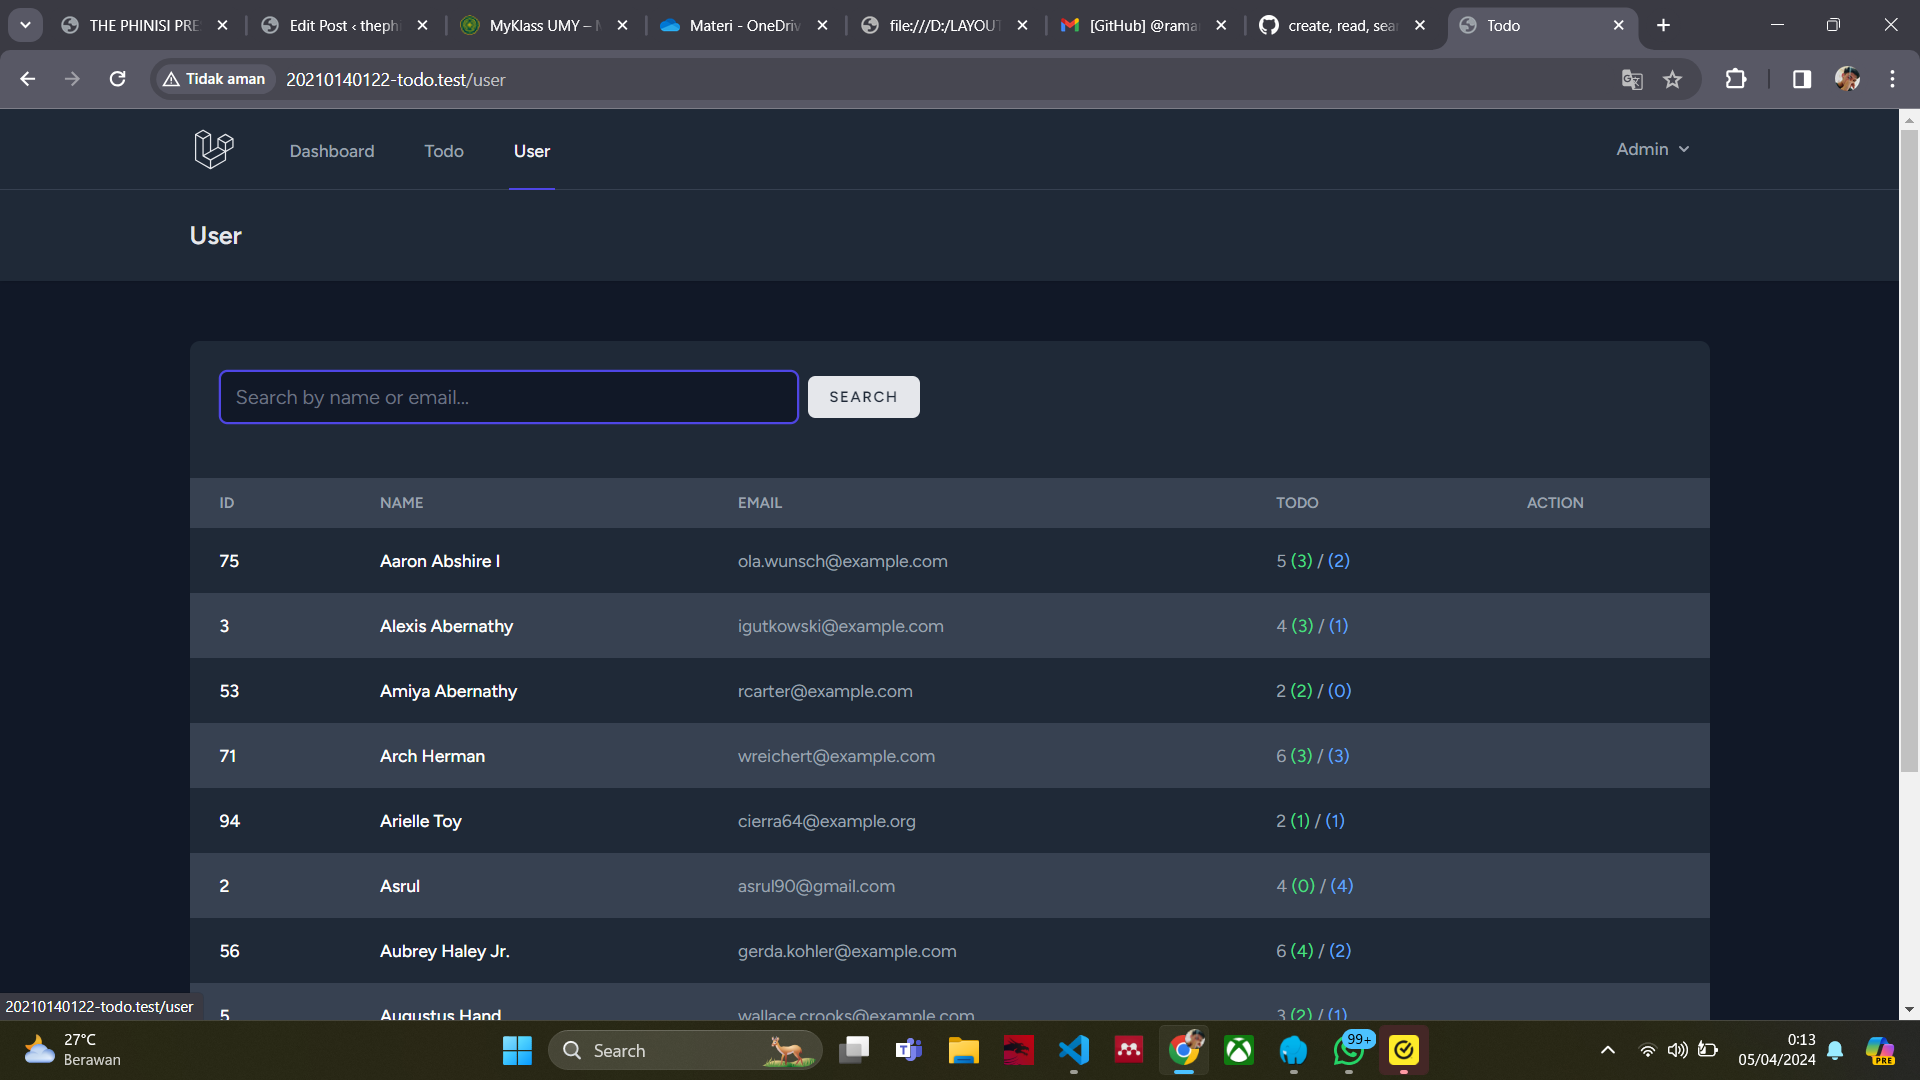 THE PHINISI PRE
Edit Post ‹ thephi
MyKlass UMY –
Materi - OneDriv
file:///D:/LAYOUT
[GitHub] @rama
create, read, sea
Todo
Tidak aman
20210140122-todo.test/user
Dashboard
Todo
User
Admin
User
Search by name or email...
SEARCH
ID NAME EMAIL TODO ACTION
75 Aaron Abshire I ola.wunsch@example.com 5 (3) / (2)
3 Alexis Abernathy igutkowski@example.com 4 (3) / (1)
53 Amiya Abernathy rcarter@example.com 2 (2) / (0)
71 Arch Herman wreichert@example.com 6 (3) / (3)
94 Arielle Toy cierra64@example.org 2 (1) / (1)
2 Asrul asrul90@gmail.com 4 (0) / (4)
56 Aubrey Haley Jr. gerda.kohler@example.com 6 (4) / (2)
5 Augustus Hand wallace.crooks@example.com 3 (2) / (1)
20210140122-todo.test/user
27°C
Berawan
Search
99+
0:13
05/04/2024
PRE